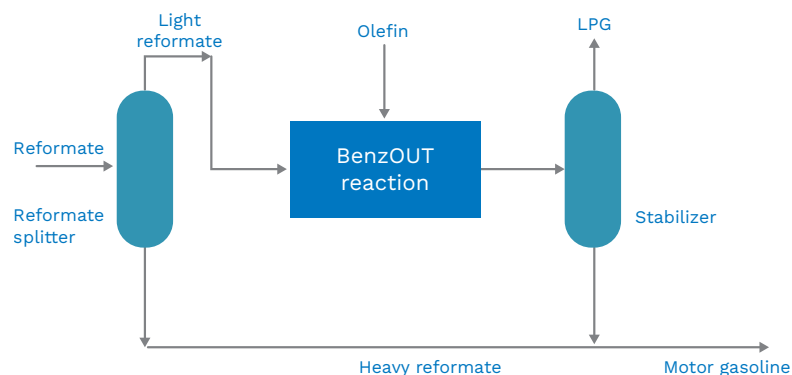 Light
reformate
Olefin
LPG
Reformate
BenzOUT
reaction
Reformate
splitter
Stabilizer
Heavy reformate
Motor gasoline